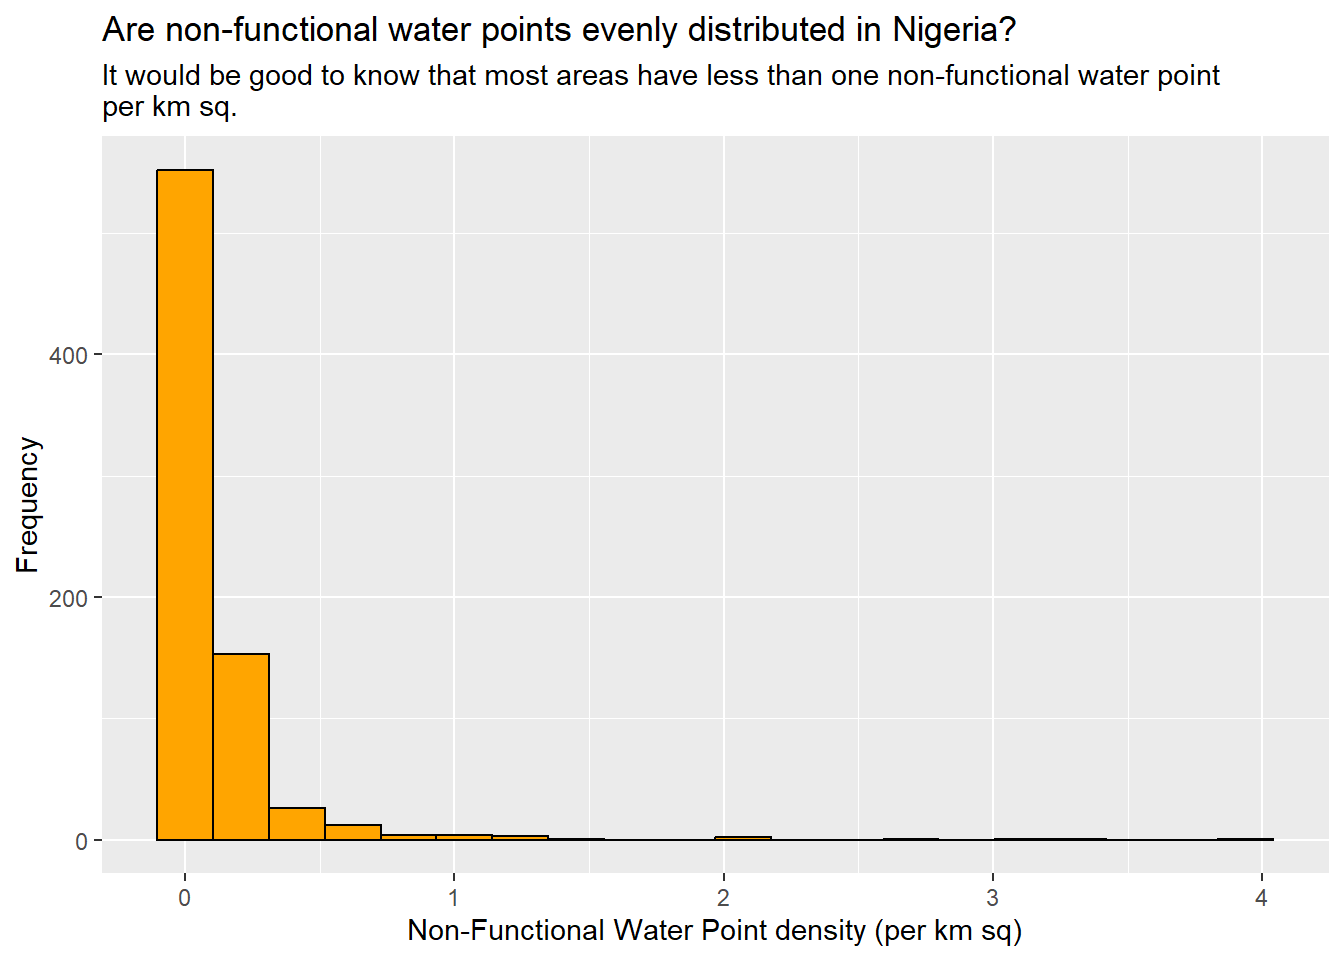 Are non-functional water points evenly distributed in Nigeria?
It would be good to know that most areas have less than one non-functional water point
per km sq.
400
200
0
Frequency
0 1 2 3 4
Non-Functional Water Point density (per km sq)